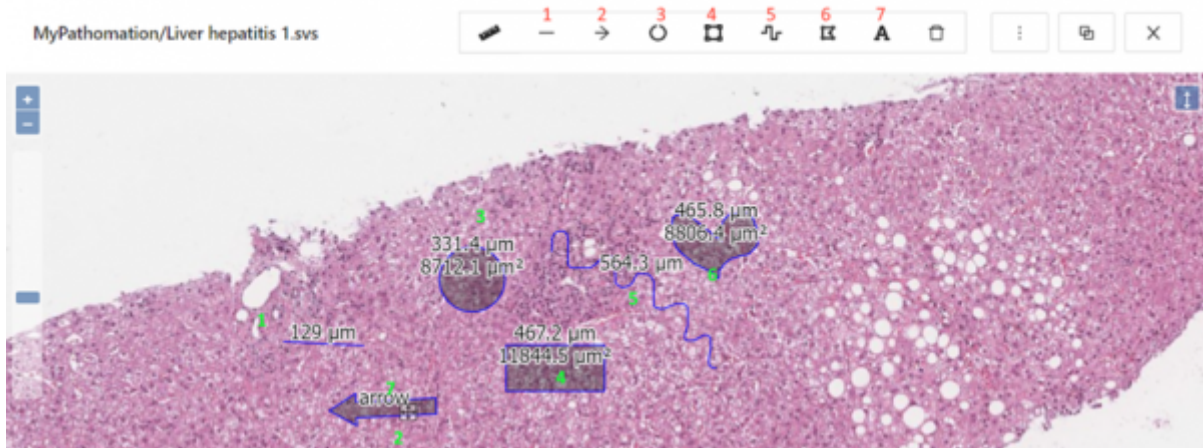 1 2 3 4 5 6 7
MyPathomation/Liver hepatitis 1.svs
A
+
−
3
465.8 µm
331.4 µm
8806.4 µm²
8712.1 µm²
564.3 µm
6
5
1
129 µm
467.2 µm
11844.5 µm²
4
7
arrow
2